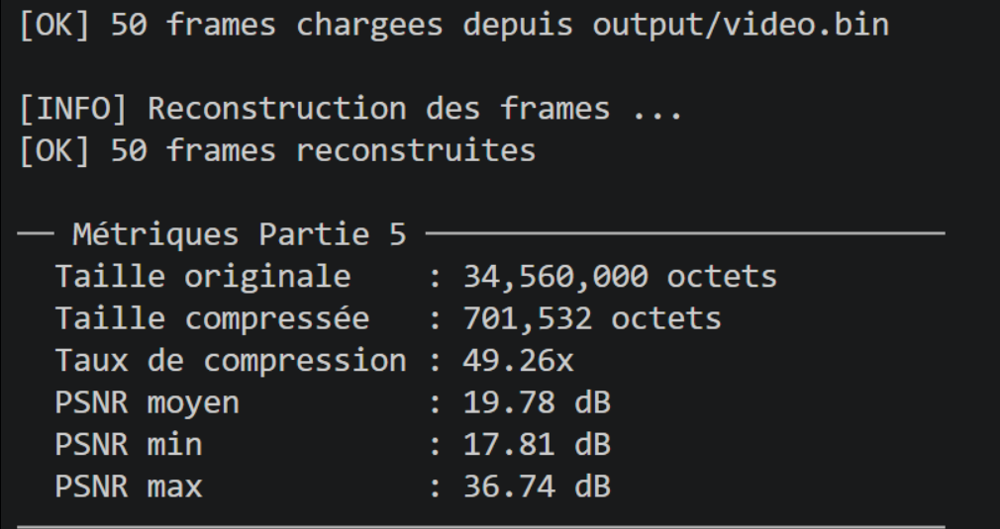 [OK] 50 frames chargees depuis output/video.bin
[INFO] Reconstruction des frames ...
[OK] 50 frames reconstruites
── Métriques Partie 5 ────────────────────────────
Taille originale : 34,560,000 octets
Taille compressée : 701,532 octets
Taux de compression : 49.26x
PSNR moyen : 19.78 dB
PSNR min : 17.81 dB
PSNR max : 36.74 dB